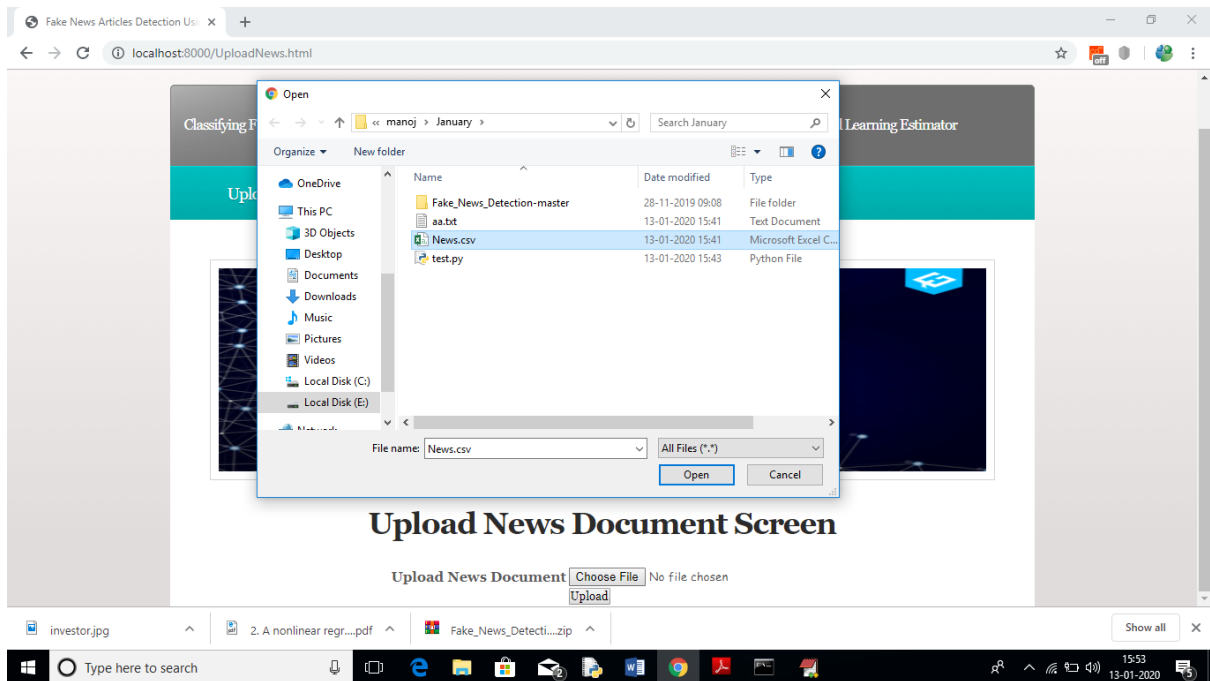 Fake News Articles Detection Usi
localhost:8000/UploadNews.html
off
Classifying F
l Learning Estimator
Uplo
Open
« manoj › January ›
Search January
Organize
New folder
Name
Date modified
Type
OneDrive
This PC
3D Objects
Desktop
Documents
Downloads
Music
Pictures
Videos
Local Disk (C:)
Local Disk (E:)
Network
Fake_News_Detection-master 28-11-2019 09:08 File folder
aa.txt 13-01-2020 15:41 Text Document
News.csv 13-01-2020 15:41 Microsoft Excel C...
test.py 13-01-2020 15:43 Python File
File name: News.csv All Files (*.*)
Open Cancel
Upload News Document Screen
Upload News Document Choose File No file chosen
Upload
investor.jpg 2. A nonlinear regr....pdf Fake_News_Detecti....zip Show all
Type here to search 2 15:53
13-01-2020 5